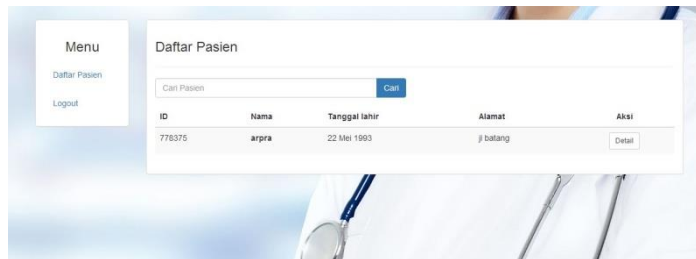 Menu
Daftar Pasien
Logout
Daftar Pasien
Cari Pasien
Cari
ID Nama Tanggal lahir Alamat Aksi
778375 arpra 22 Mei 1993 jl batang Detail